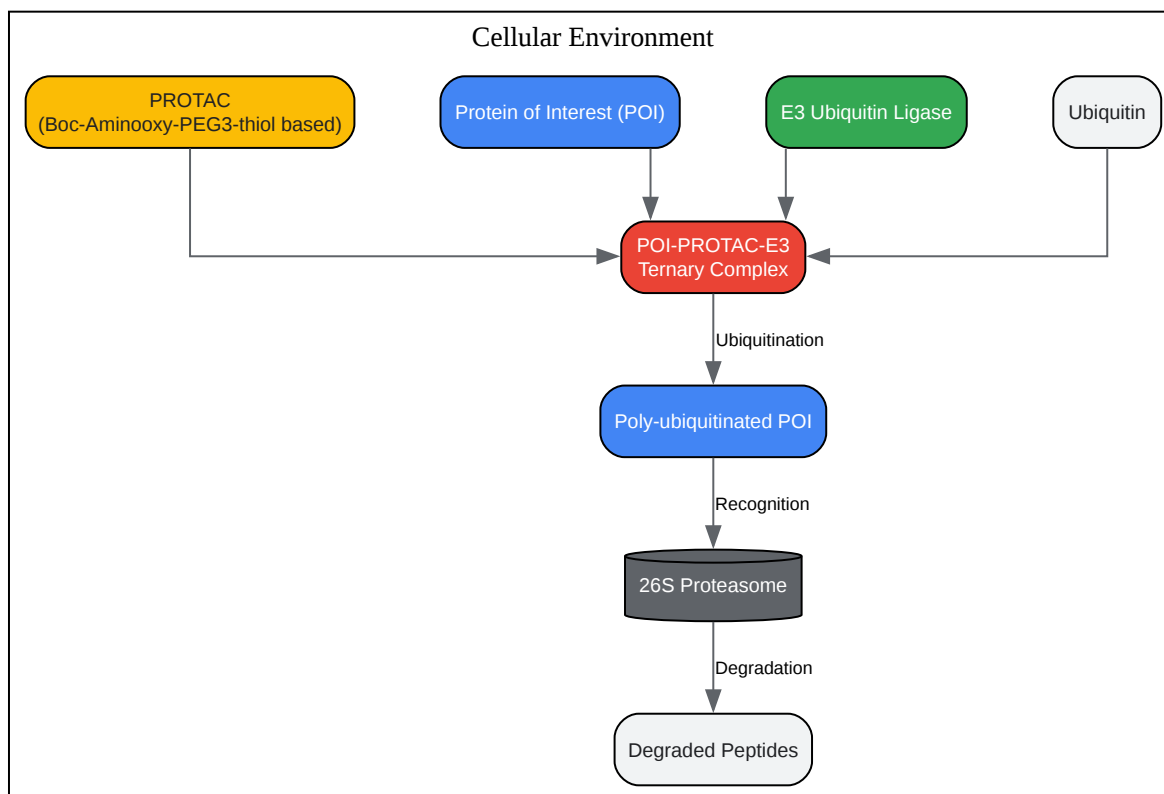 Cellular Environment
PROTAC
(Boc-Aminooxy-PEG3-thiol based)
Protein of Interest (POI)
E3 Ubiquitin Ligase
Ubiquitin
POI-PROTAC-E3
Ternary Complex
Ubiquitination
Poly-ubiquitinated POI
Recognition
26S Proteasome
Degradation
Degraded Peptides